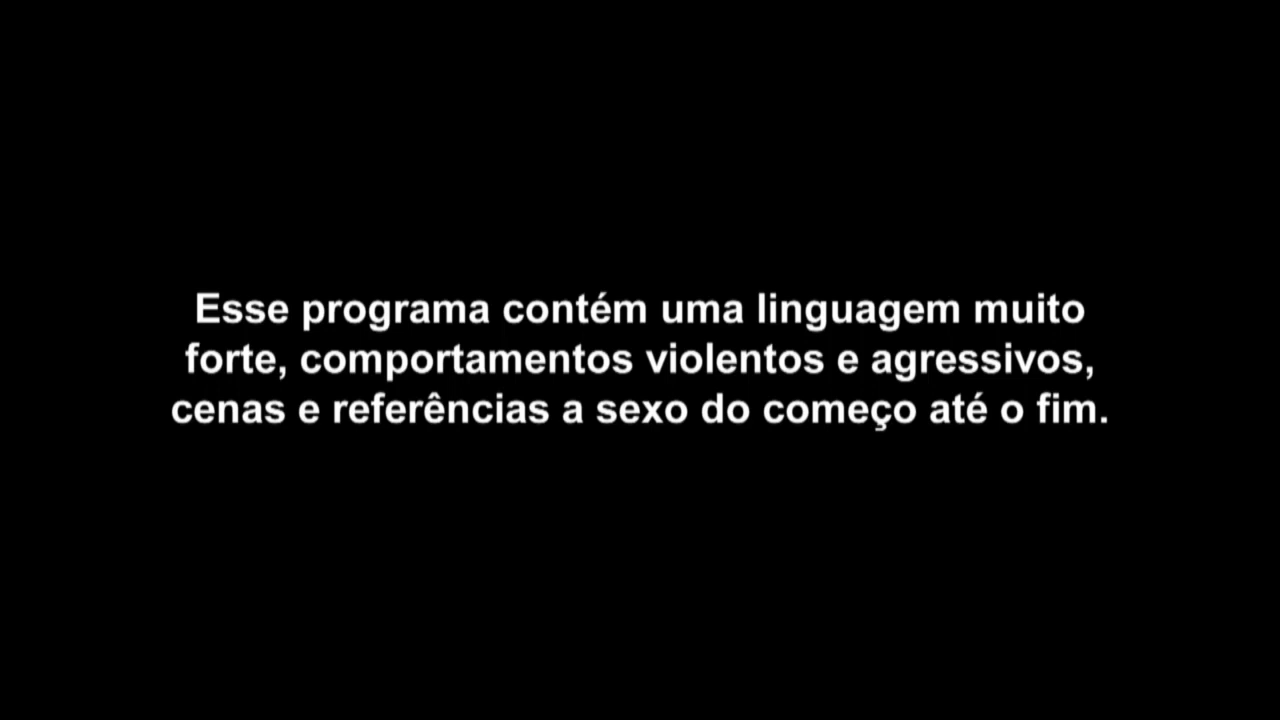 Esse programa contém uma linguagem muito
forte, comportamentos violentos e agressivos,
cenas e referências a sexo do começo até o fim.